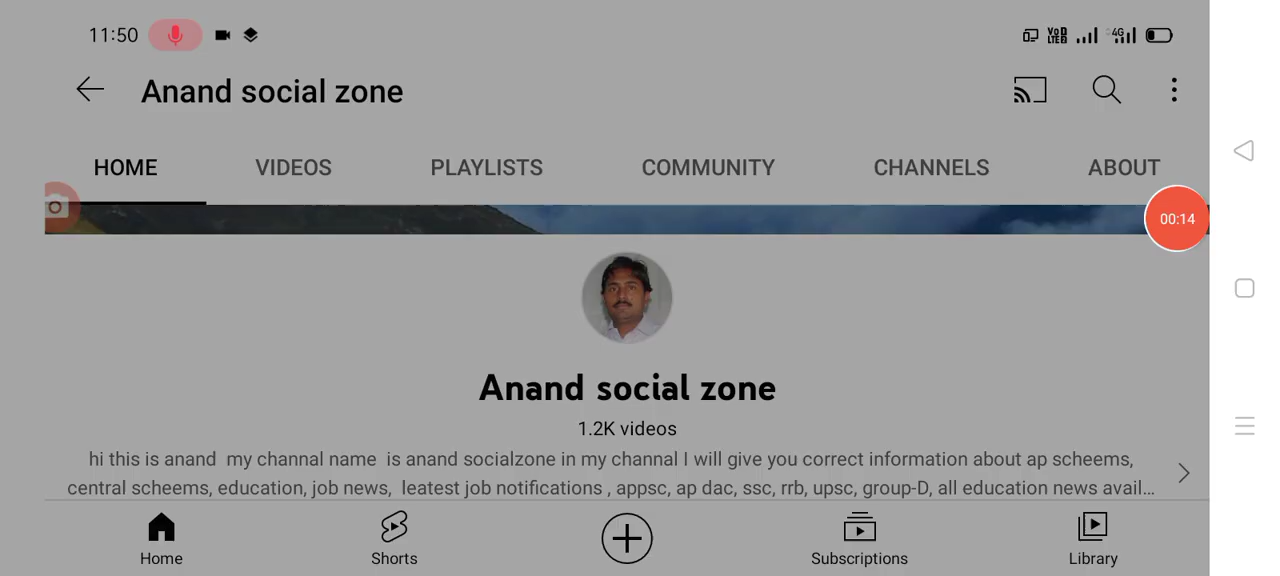 11:50 VoD LTE2 4G
Anand social zone
HOME VIDEOS PLAYLISTS COMMUNITY CHANNELS ABOUT
00:14
Anand social zone
1.2K videos
hi this is anand my channal name is anand socialzone in my channal I will give you correct information about ap scheems,
central scheems, education, job news, leatest job notifications , appsc, ap dac, ssc, rrb, upsc, group-D, all education news avail...
Home Shorts Subscriptions Library